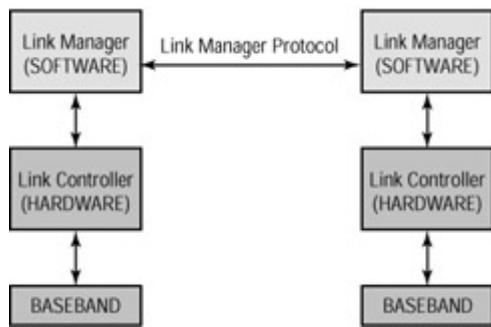 Link Manager
(SOFTWARE)
Link Manager Protocol
Link Manager
(SOFTWARE)
Link Controller
(HARDWARE)
Link Controller
(HARDWARE)
BASEBAND
BASEBAND